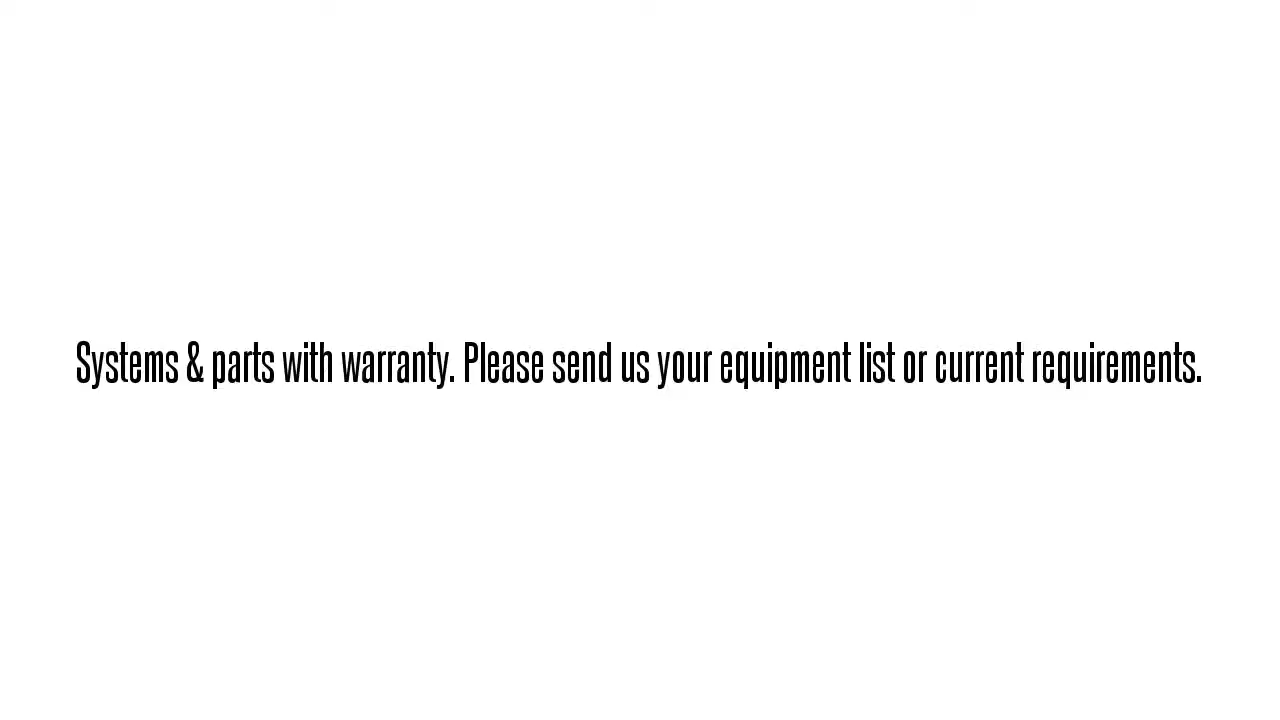 Systems & parts with warranty. Please send us your equipment list or current requirements.